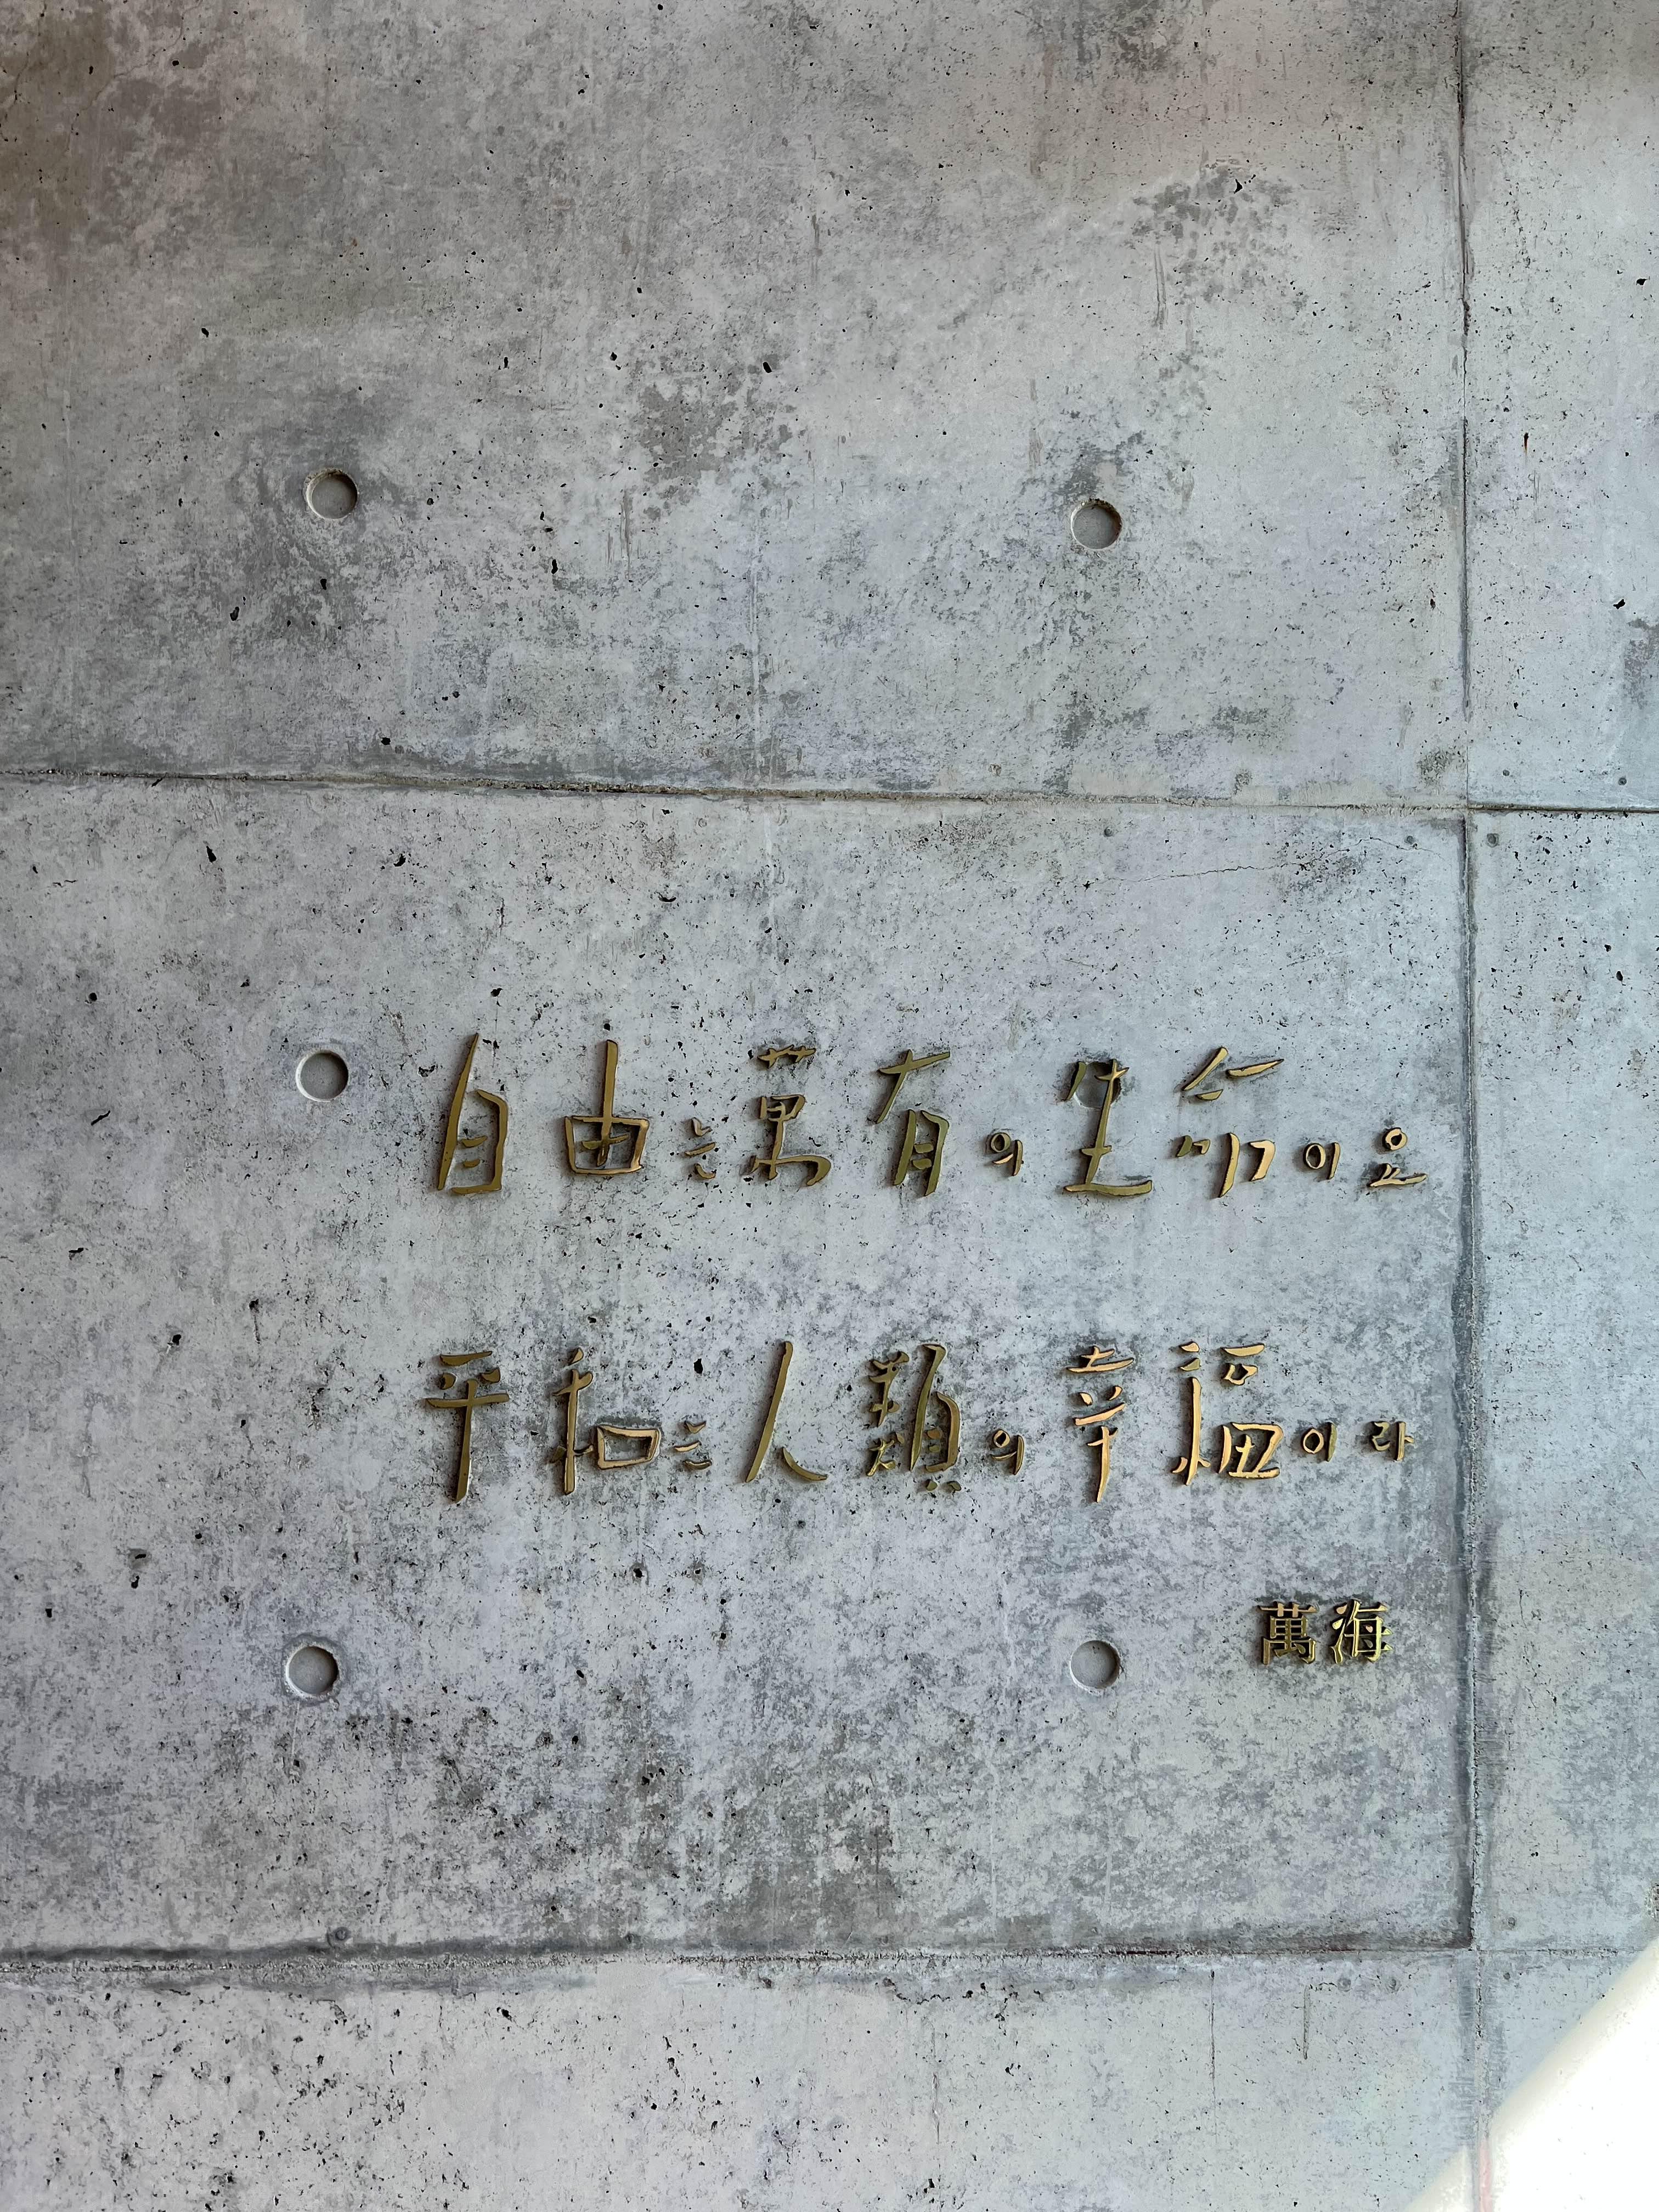 自由는 萬有의 生命이요
平和는 人類의 幸福이라
萬海